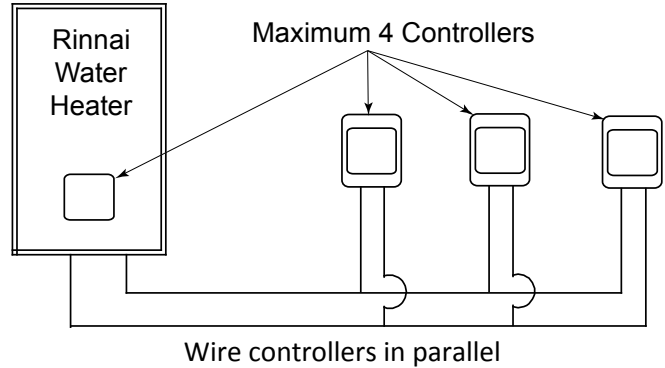 Rinnai
Water
Heater
Maximum 4 Controllers
Wire controllers in parallel